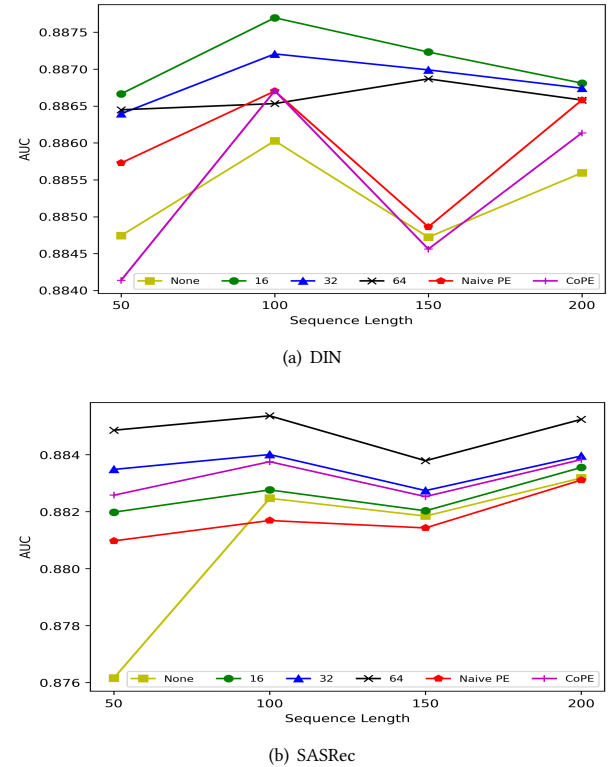 0.8875
0.8870
0.8865
0.8860
0.8855
0.8850
0.8845
0.8840
AUC
None 16 32 64 Naive PE CoPE
50 100 150 200
Sequence Length
(a) DIN
0.884
0.882
0.880
0.878
0.876
AUC
None 16 32 64 Naive PE CoPE
50 100 150 200
Sequence Length
(b) SASRec